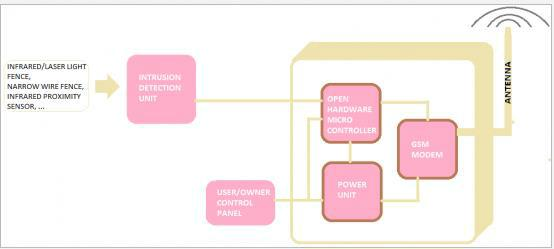 INFRARED/LASER LIGHT
FENCE,
NARROW WIRE FENCE,
INFRARED PROXIMITY
SENSOR, ...
INTRUSION
DETECTION
UNIT
OPEN
HARDWARE
MICRO
CONTROLLER
GSM
MODEM
ANTENNA
USER/OWNER
CONTROL
PANEL
POWER
UNIT